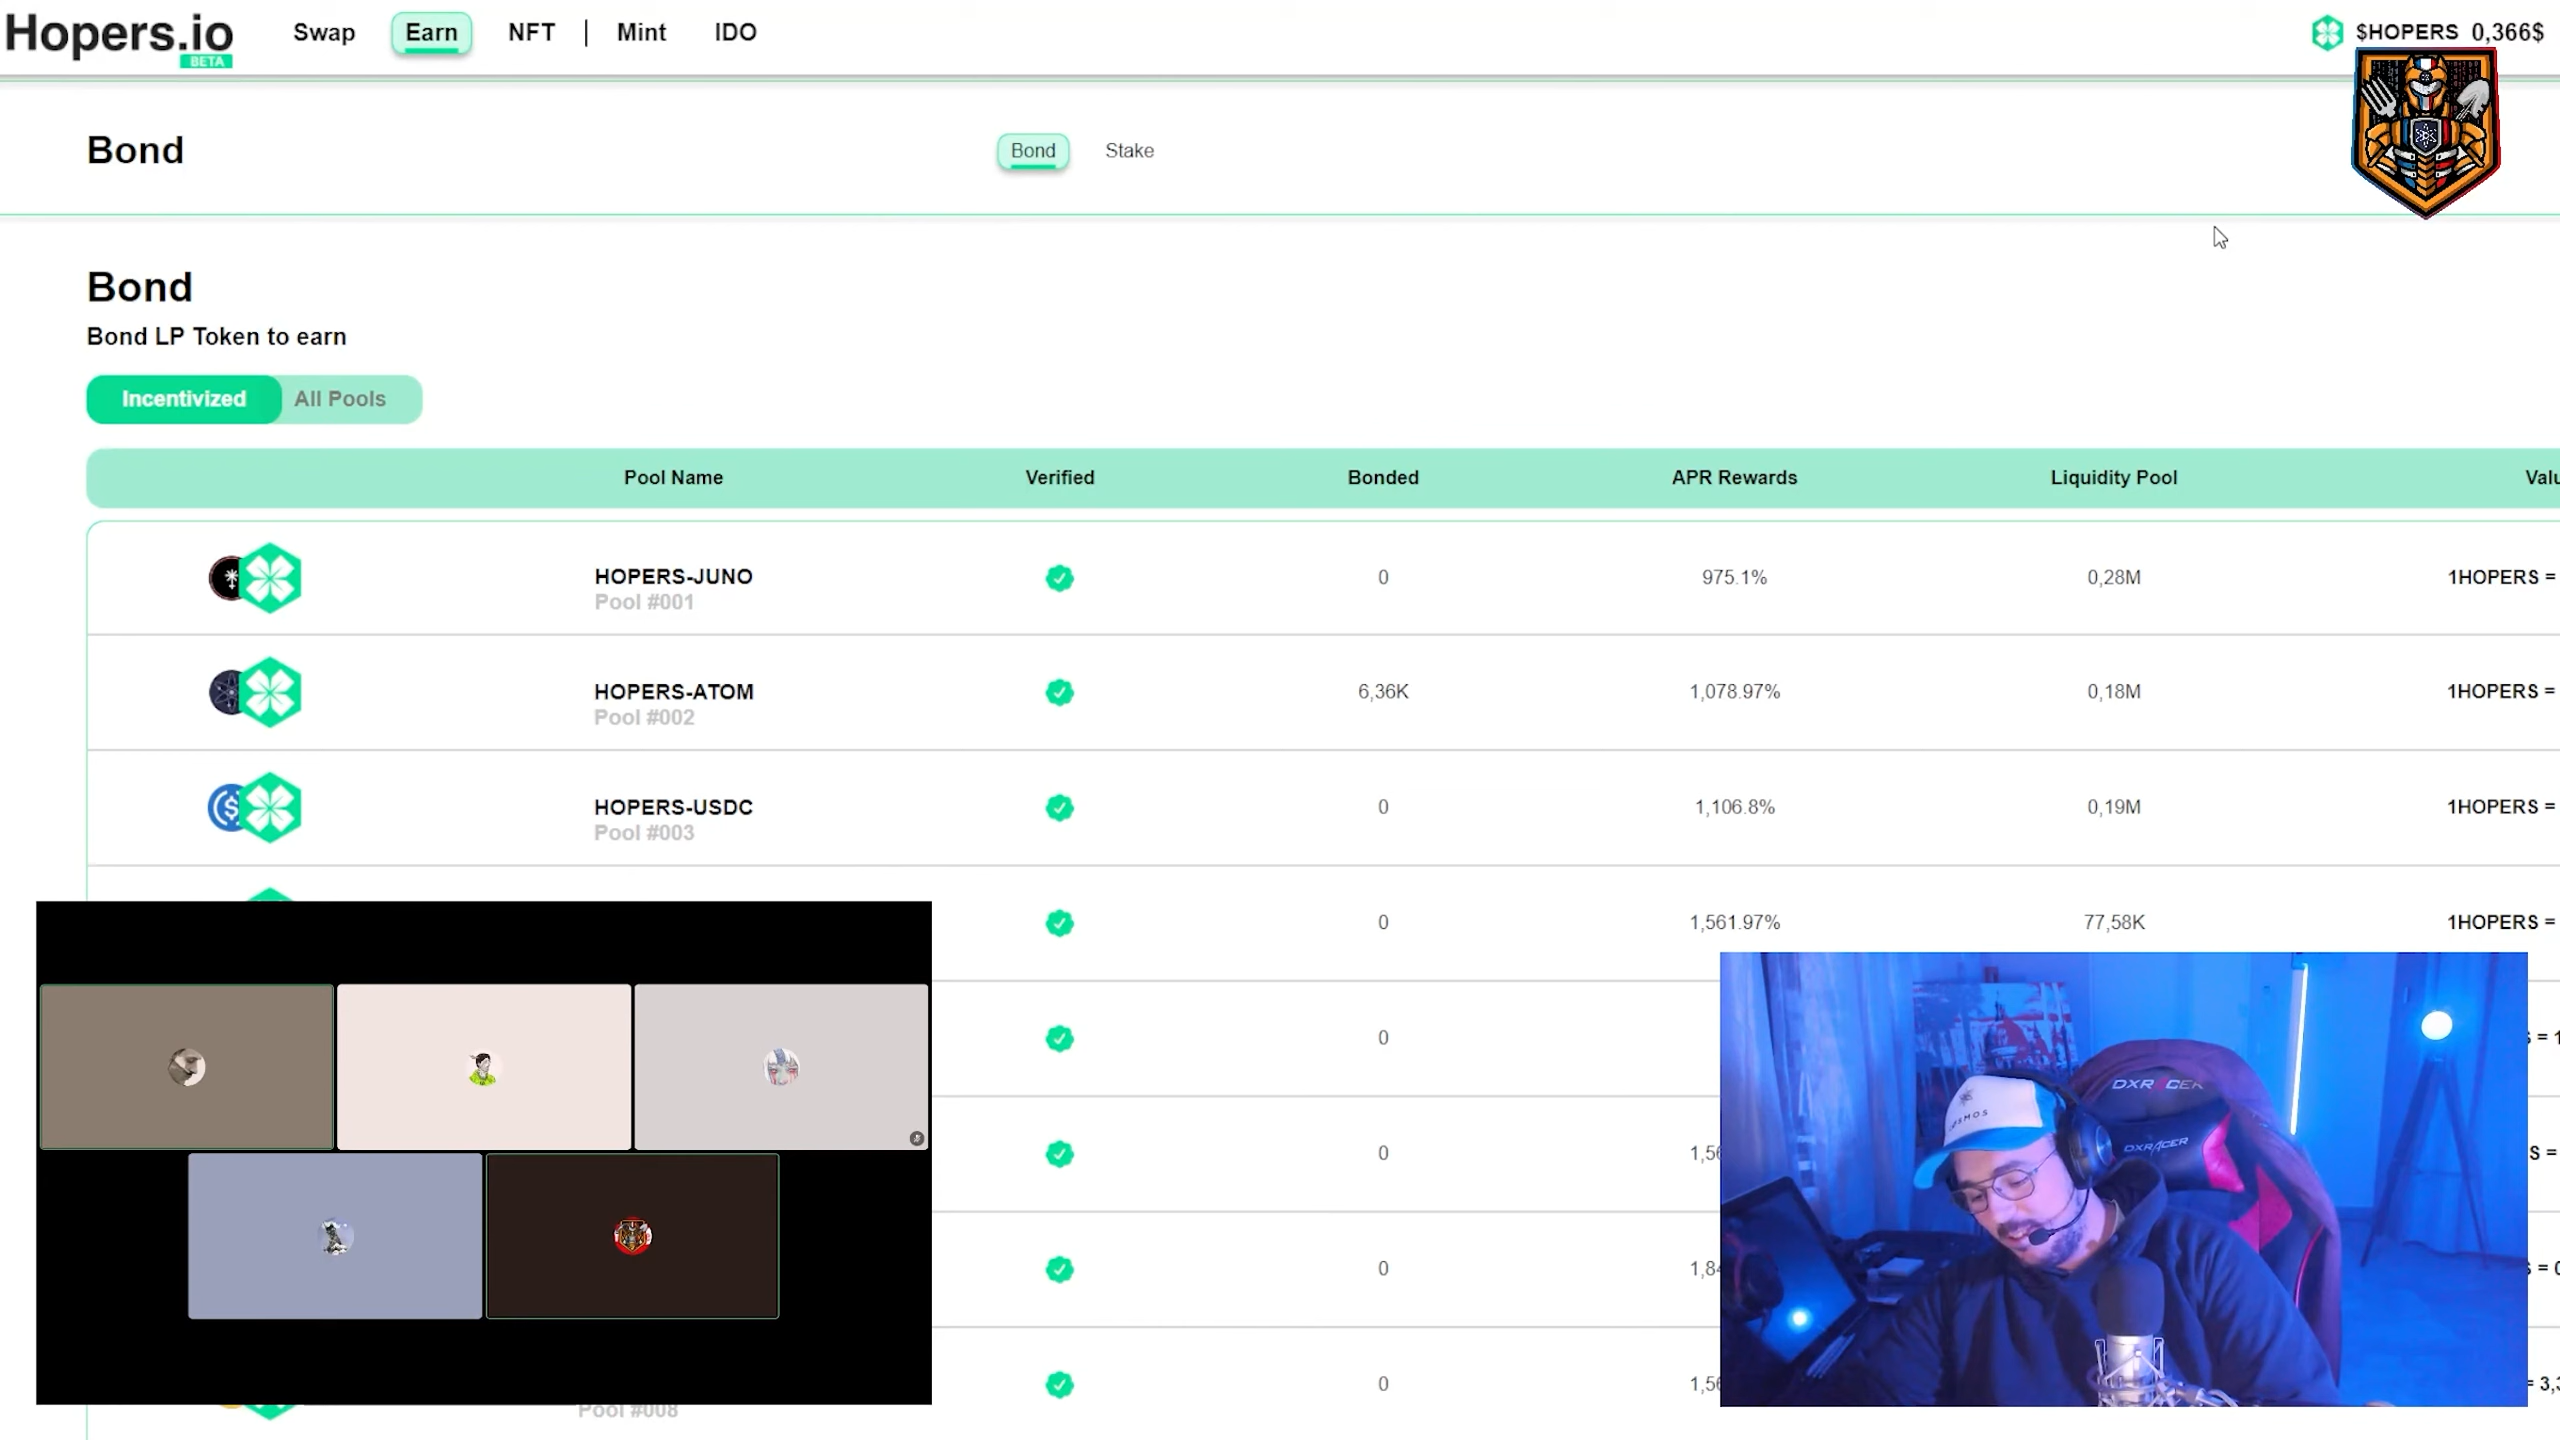 Hopers.io
BETA
Swap Earn NFT | Mint IDO
$HOPERS 0,366$
Bond
Bond Stake
Bond
Bond LP Token to earn
Incentivized All Pools
Pool Name Verified Bonded APR Rewards Liquidity Pool
HOPERS-JUNO 0 975.1% 0,28M 1HOPERS =
Pool #001
HOPERS-ATOM 6,36K 1,078.97% 0,18M 1HOPERS =
Pool #002
HOPERS-USDC 0 1,106.8% 0,19M 1HOPERS =
Pool #003
0 1,561.97% 77,58K 1HOPERS =
0
0
0
0
Pool #008
DXRACER
DXRACER